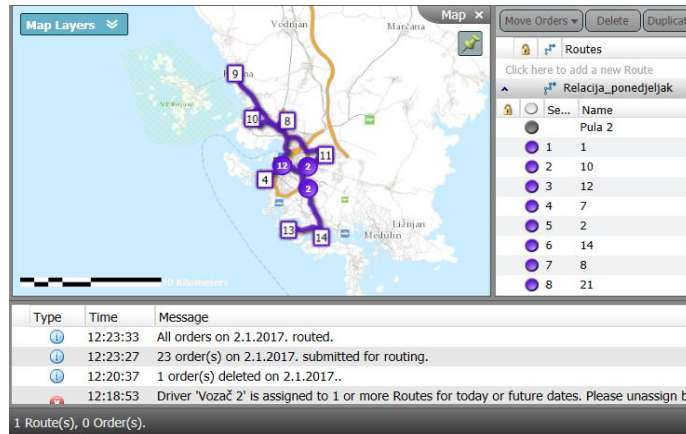 Map Layers
Map
Vodnjan
Marčana
9
10
8
12
2
11
4
2
13
14
Ližnjan
Medulin
Kilometers
Move Orders
Delete
Duplicat
Routes
Click here to add a new Route
Relacija_ponedjeljak
Se... Name
Pula 2
1 1
2 10
3 12
4 7
5 2
6 14
7 8
8 21
Type Time Message
12:23:33 All orders on 2.1.2017. routed.
12:23:27 23 order(s) on 2.1.2017. submitted for routing.
12:20:37 1 order(s) deleted on 2.1.2017..
12:18:53 Driver 'Vozač 2' is assigned to 1 or more Routes for today or future dates. Please unassign b
1 Route(s), 0 Order(s).